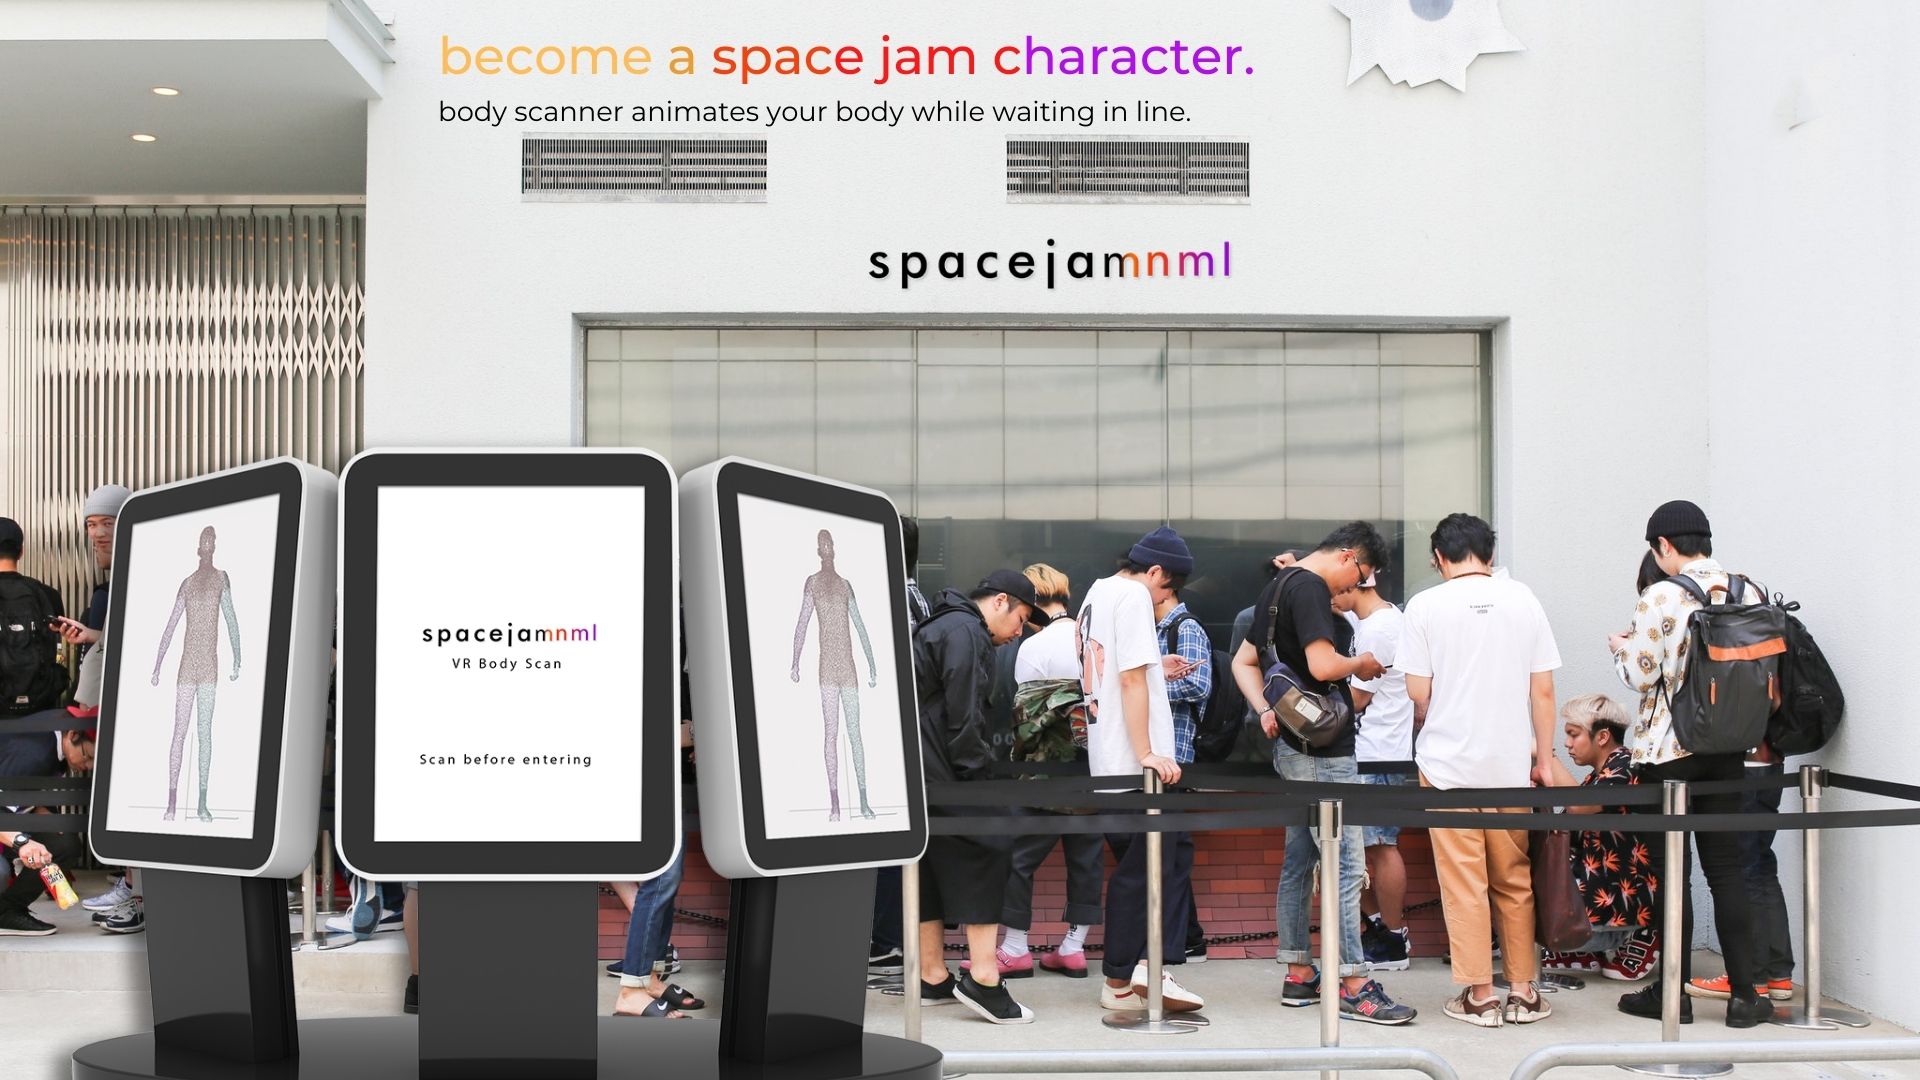 become a space jam character.
body scanner animates your body while waiting in line.
spacejamnml
spacejamnml
VR Body Scan
Scan before entering